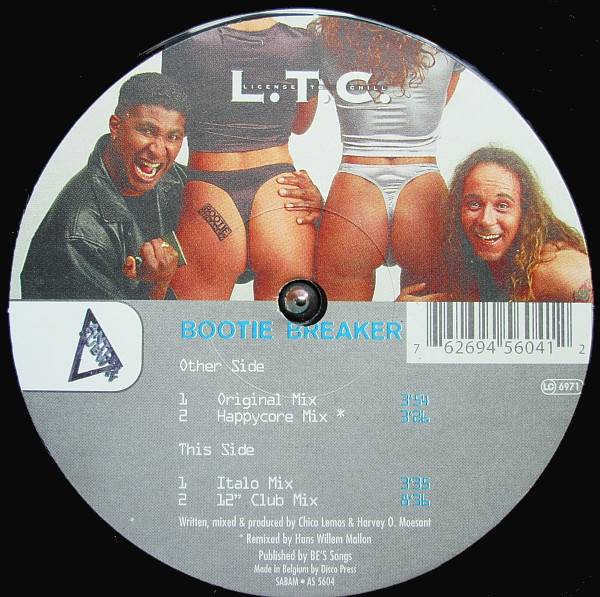 L.T.C.
LICENSE TO CHILL
BOOTIE
BOOTIE BREAKER
7 62694 56041 2
Other Side
LC 6971
1 Original Mix 3:54
2 Happycore Mix * 3:26
This Side
1 Italo Mix 3:35
2 12" Club Mix 8:36
Written, mixed & produced by Chico Lemos & Harvey O. Moesant
* Remixed by Hans Willem Mallon
Published by BE'S Songs
Made in Belgium by Disco Press
SABAM • AS 5604